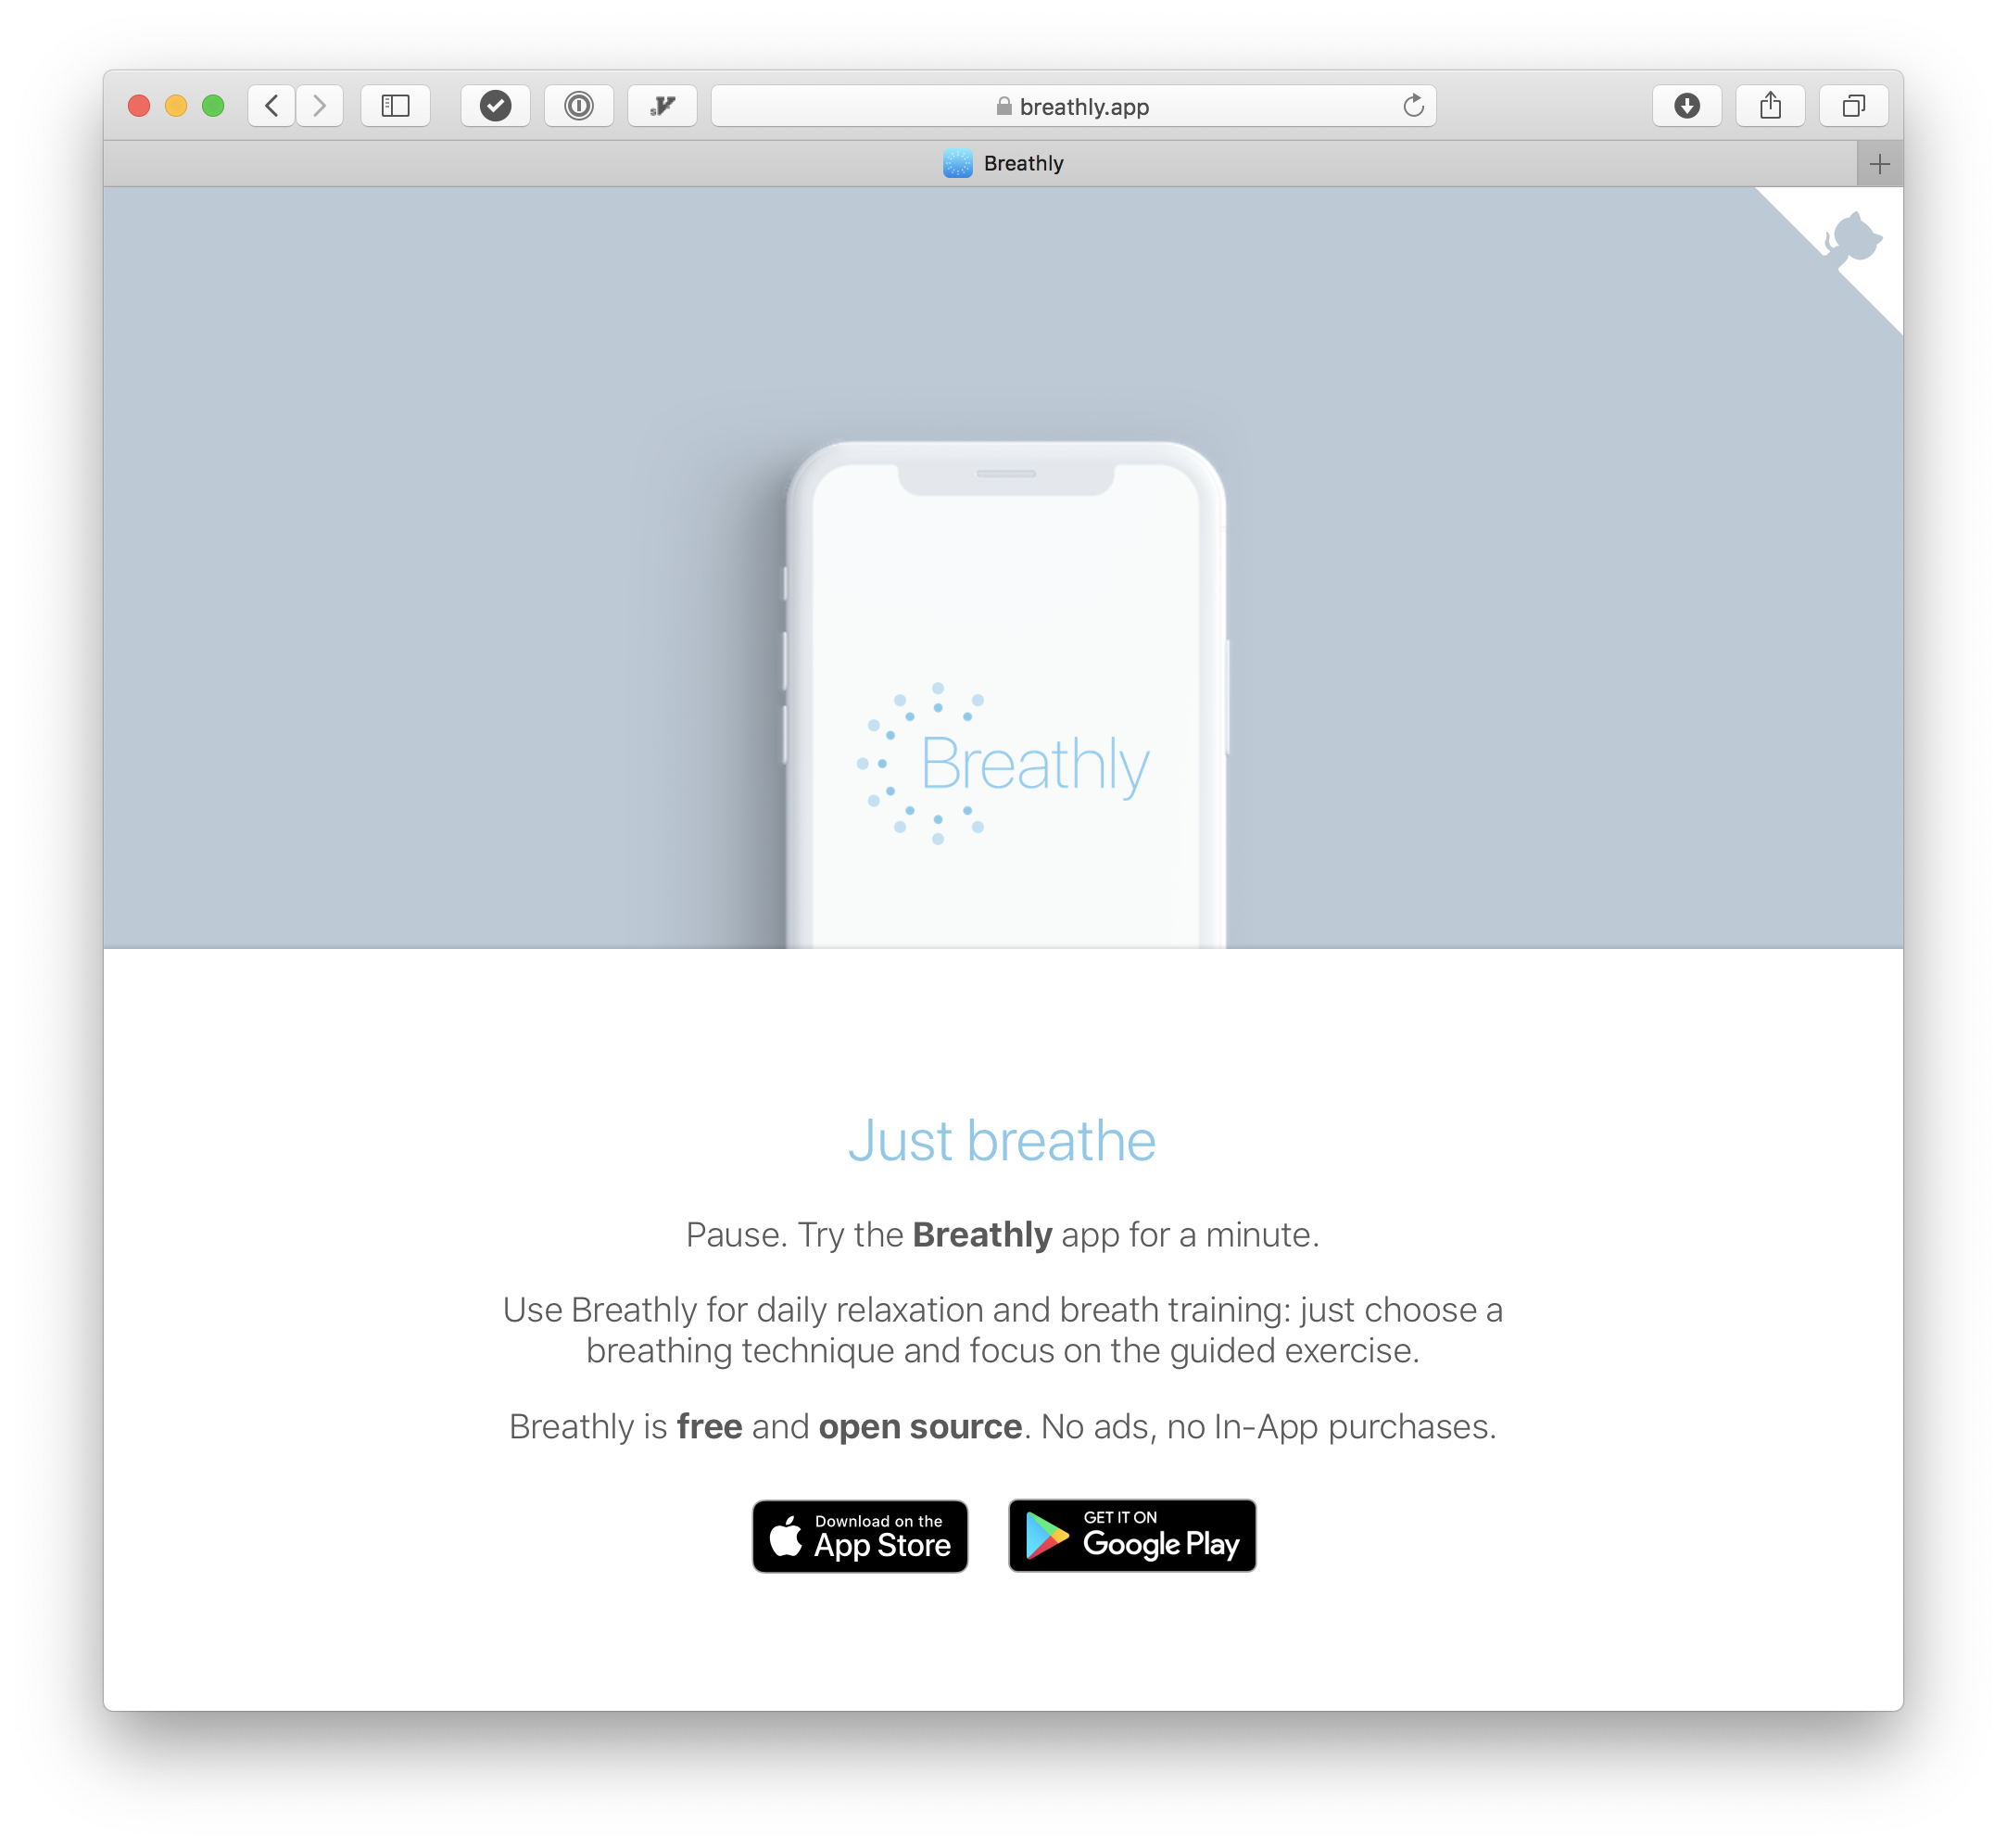 breathly.app
Breathly
Breathly
Just breathe
Pause. Try the Breathly app for a minute.
Use Breathly for daily relaxation and breath training: just choose a
breathing technique and focus on the guided exercise.
Breathly is free and open source. No ads, no In-App purchases.
Download on the
App Store
GET IT ON
Google Play